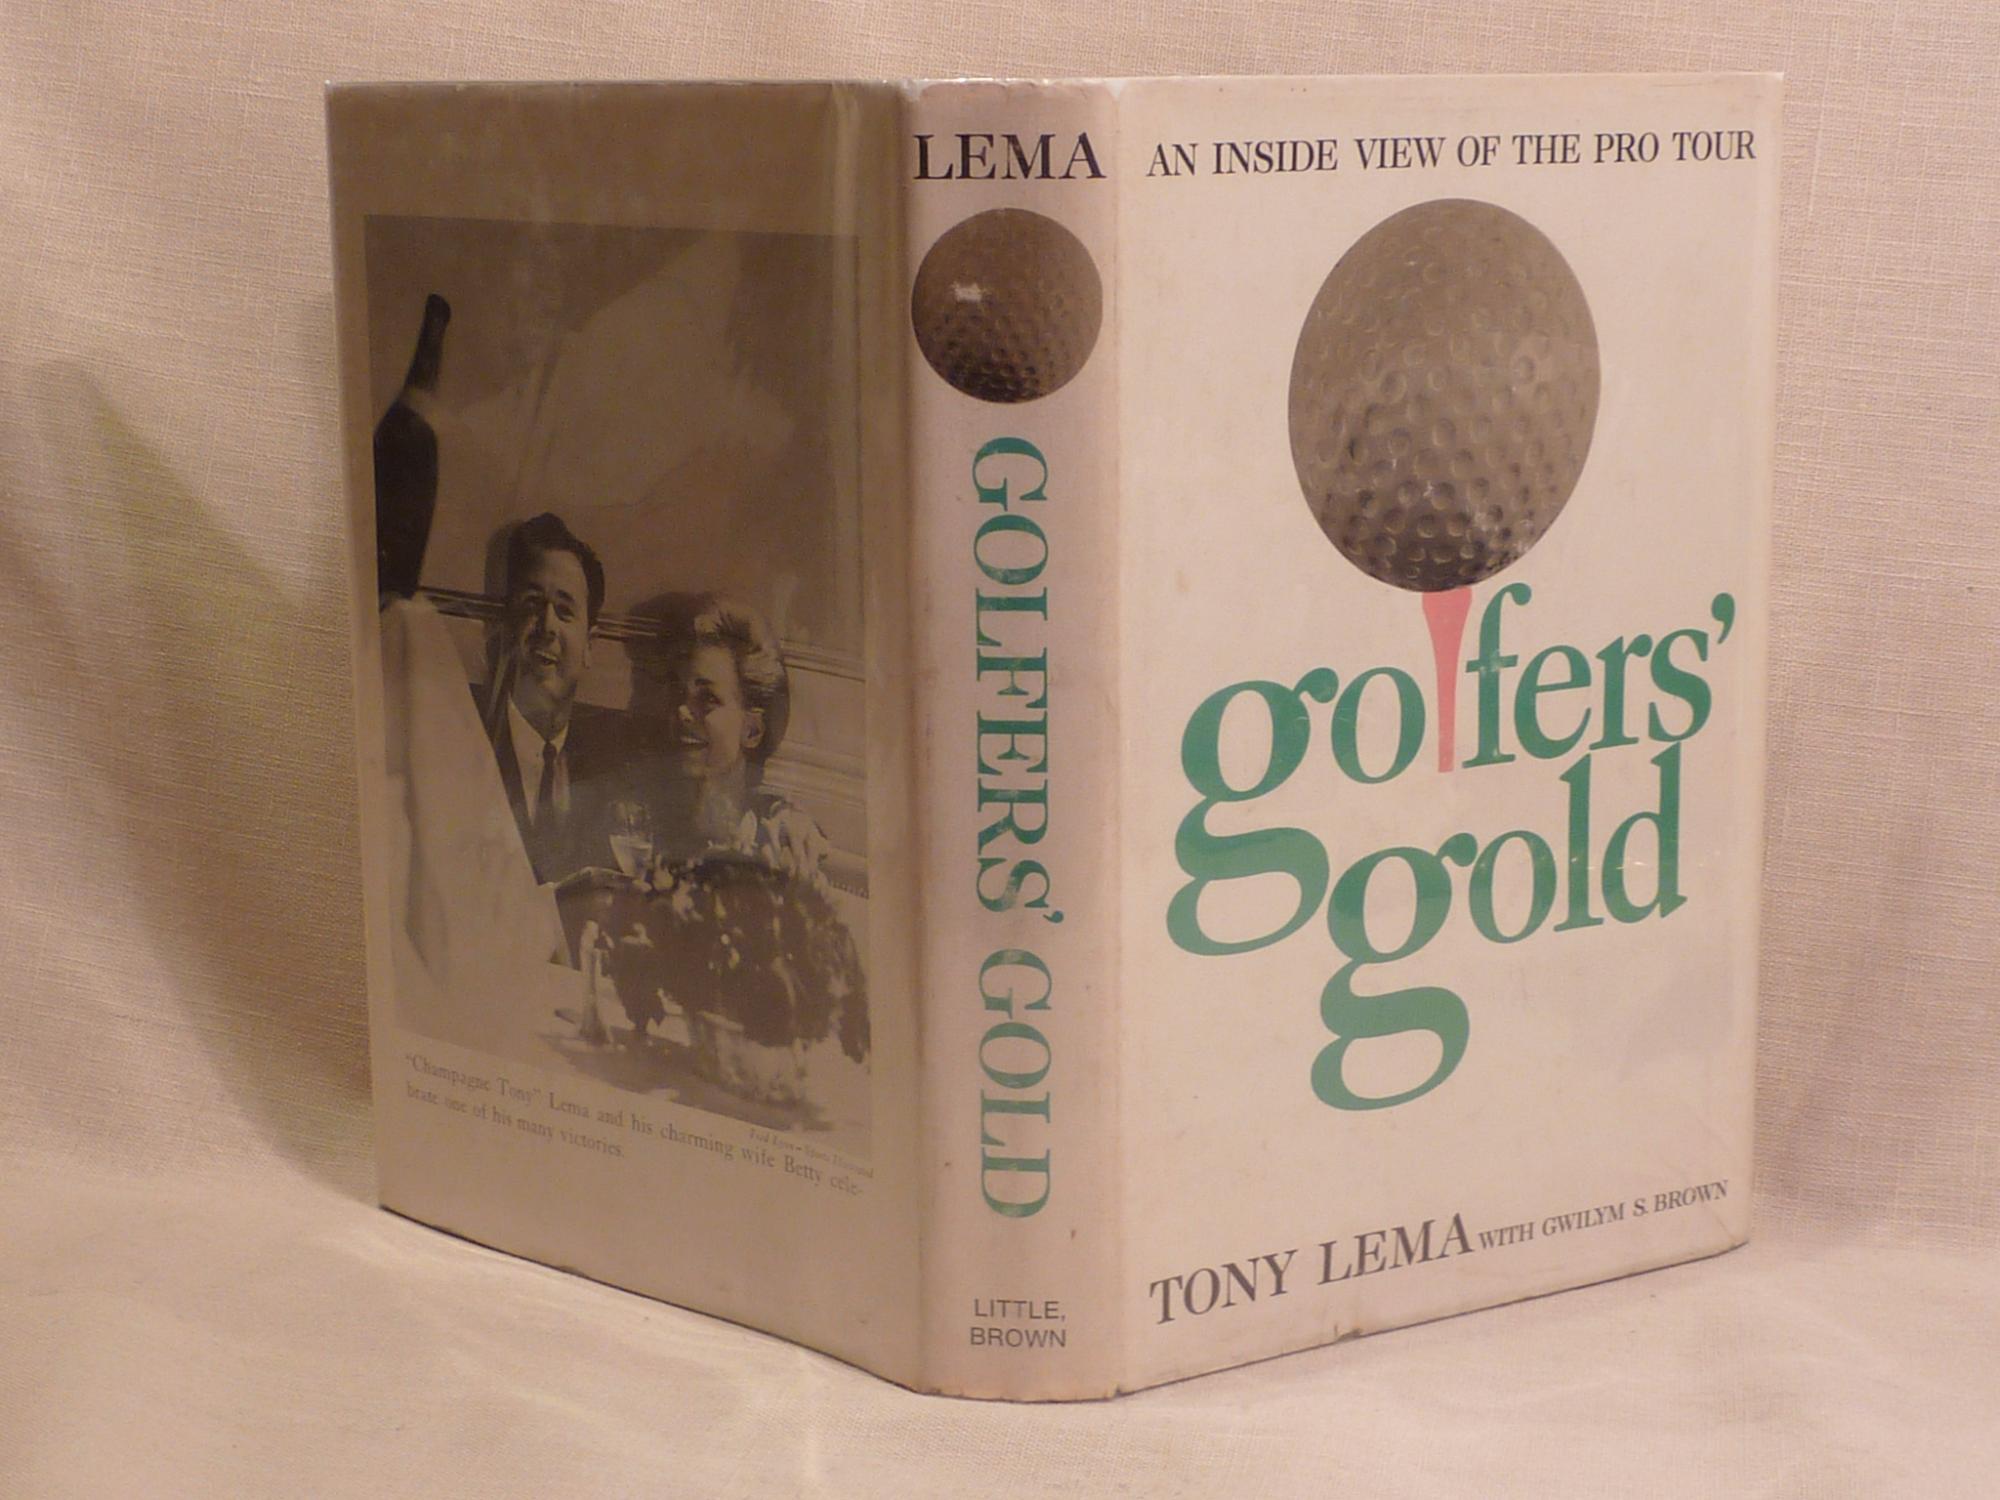 "Champagne Tony" Lema and his charming wife Betty cele-
brate one of his many victories.
LEMA
GOLFERS' GOLD
LITTLE,
BROWN
AN INSIDE VIEW OF THE PRO TOUR
golfers'
gold
TONY LEMA WITH GWILYM S. BROWN